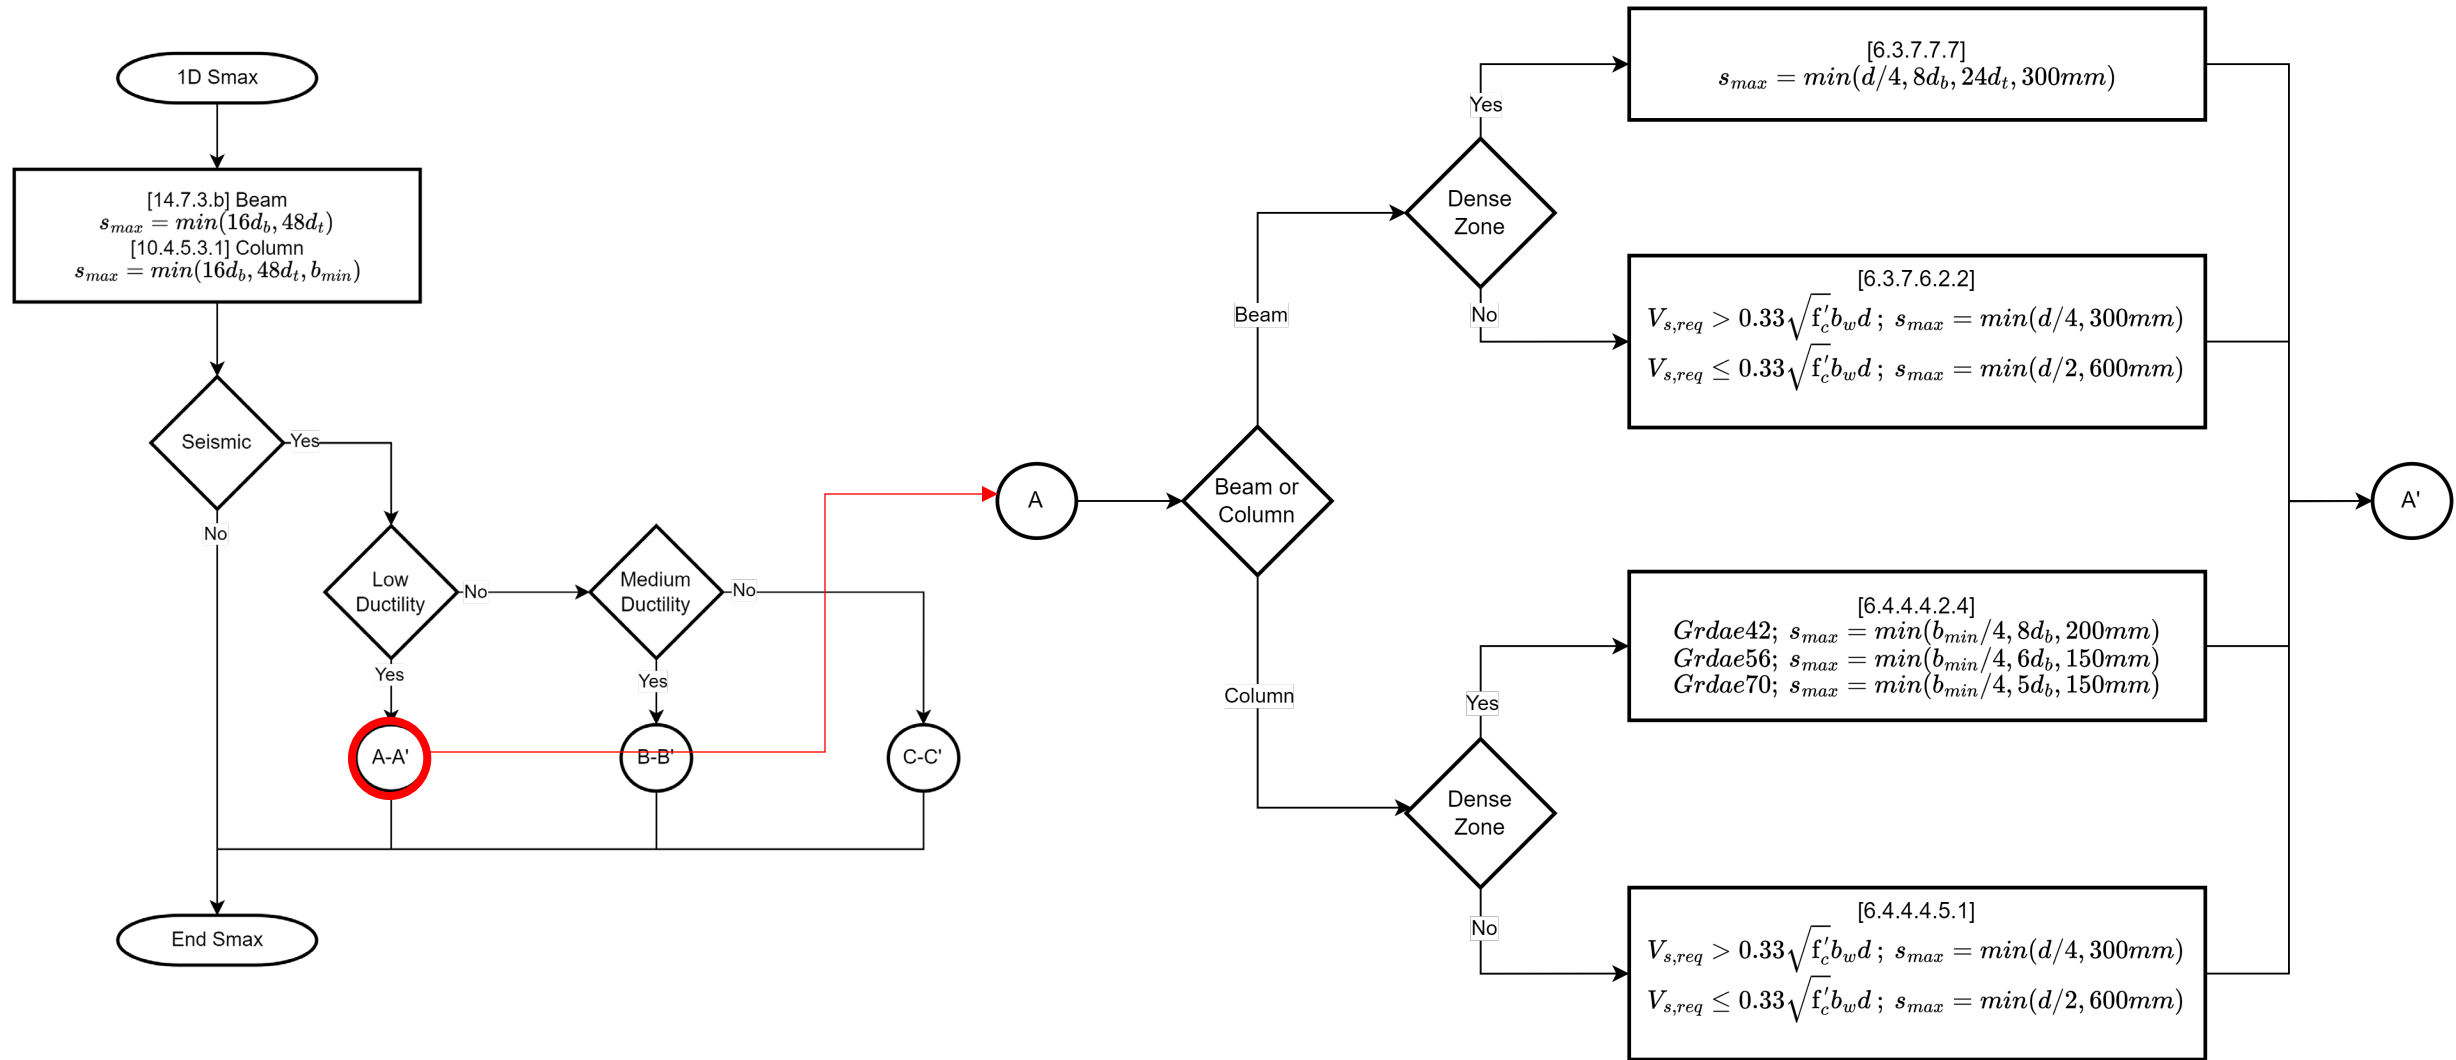 1D Smax
[14.7.3.b] Beam
s_max = min(16d_b, 48d_t)
[10.4.5.3.1] Column
s_max = min(16d_b, 48d_t, b_min)
Seismic
Yes
No
Low
Ductility
No
Yes
Medium
Ductility
No
Yes
A-A'
B-B'
C-C'
End Smax
A
Beam or
Column
Beam
Column
Dense
Zone
Yes
No
[6.3.7.7.7]
s_max = min(d/4, 8d_b, 24d_t, 300mm)
[6.3.7.6.2.2]
V_s,req > 0.33√f'_c b_w d ; s_max = min(d/4, 300mm)
V_s,req ≤ 0.33√f'_c b_w d ; s_max = min(d/2, 600mm)
Dense
Zone
Yes
No
[6.4.4.4.2.4]
Grdae42; s_max = min(b_min/4, 8d_b, 200mm)
Grdae56; s_max = min(b_min/4, 6d_b, 150mm)
Grdae70; s_max = min(b_min/4, 5d_b, 150mm)
[6.4.4.4.5.1]
V_s,req > 0.33√f'_c b_w d ; s_max = min(d/4, 300mm)
V_s,req ≤ 0.33√f'_c b_w d ; s_max = min(d/2, 600mm)
A'